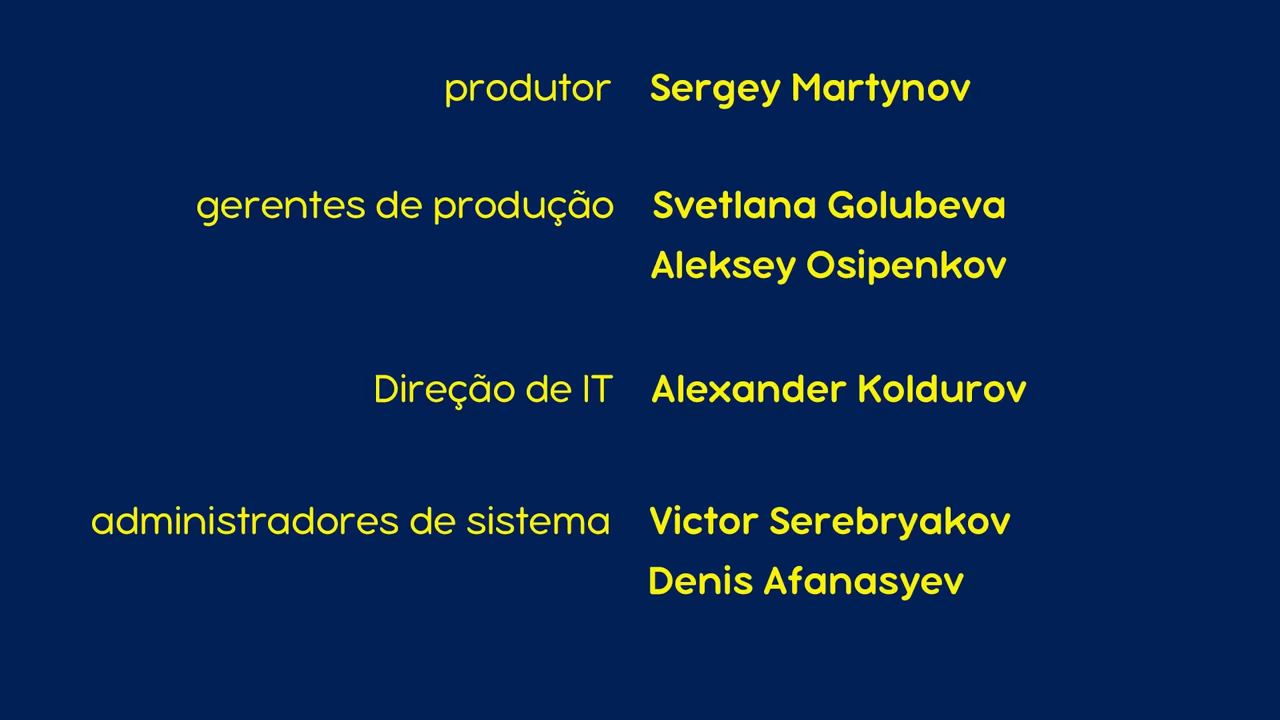 produtor Sergey Martynov
gerentes de produção Svetlana Golubeva
Aleksey Osipenkov
Direção de IT Alexander Koldurov
administradores de sistema Victor Serebryakov
Denis Afanasyev